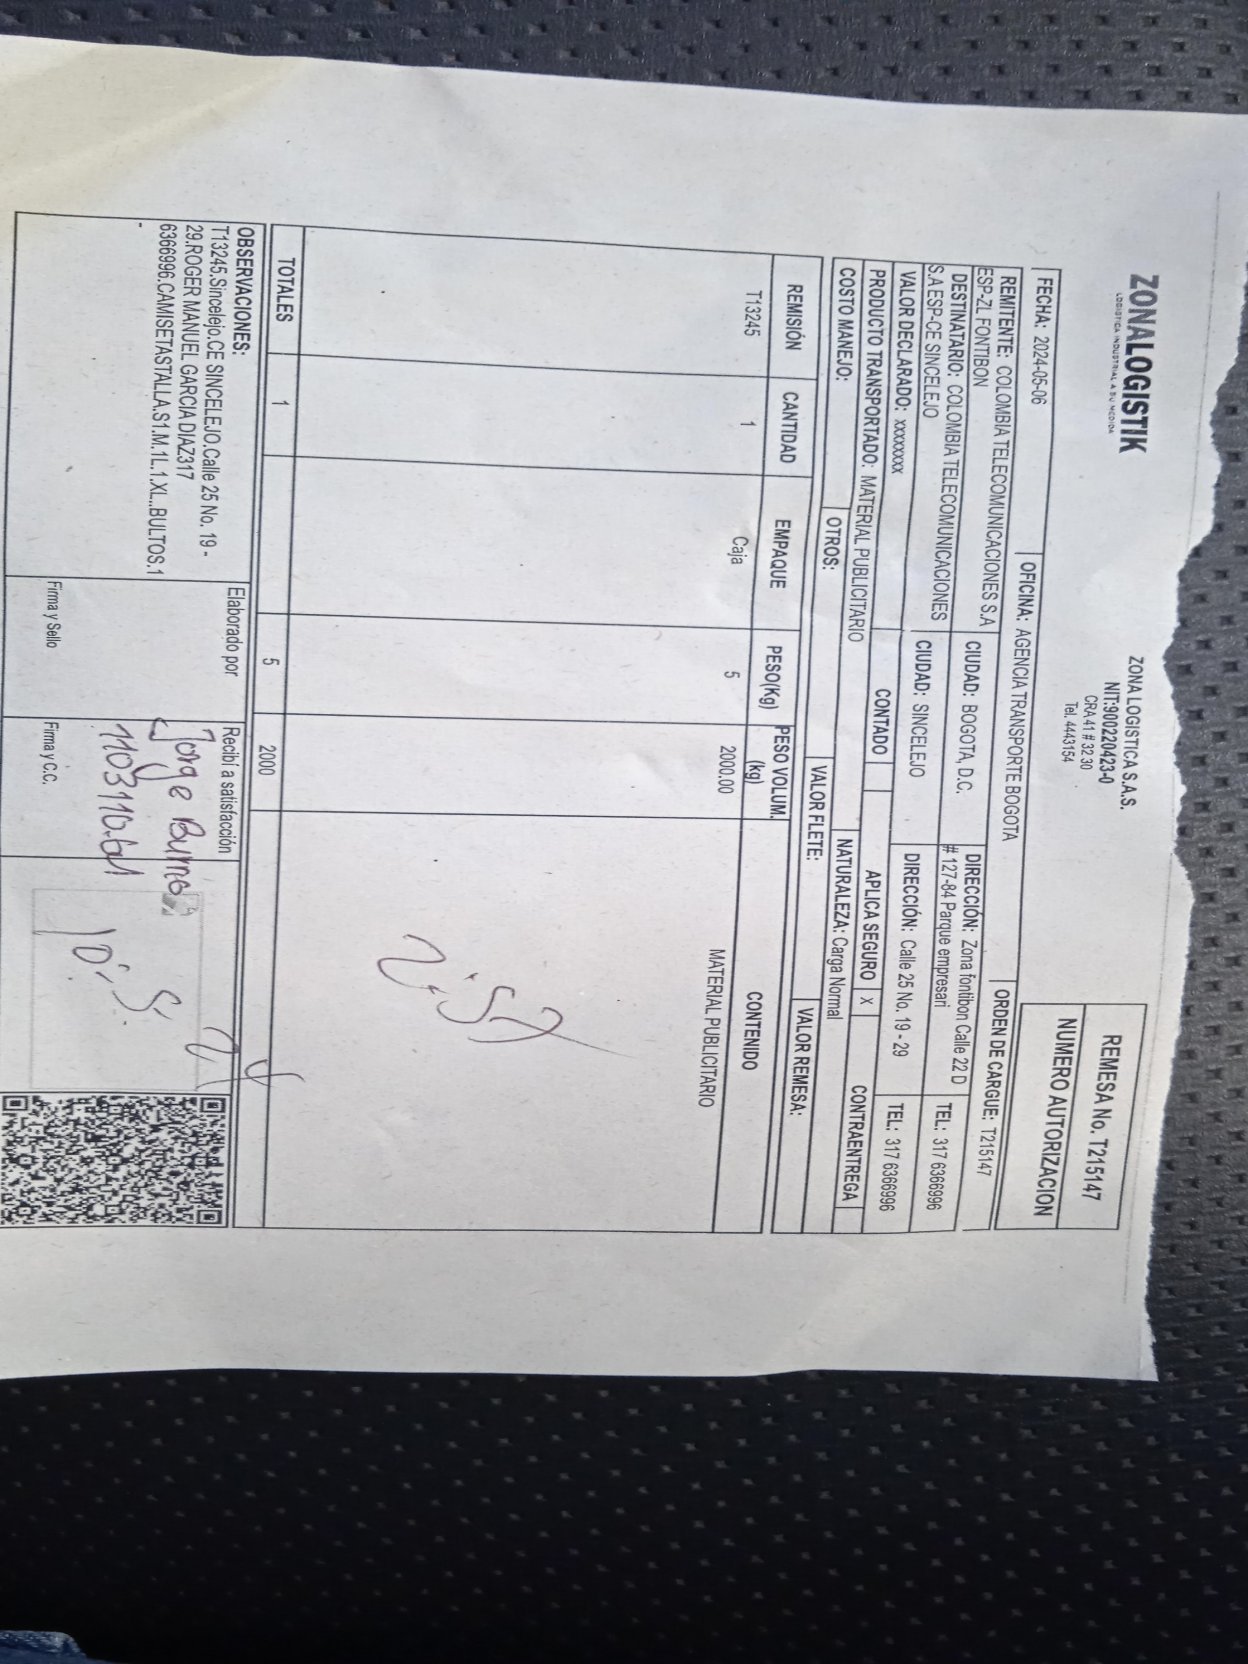 ZONALOGISTIK
LOGISTICA INDUSTRIAL A SU MEDIDA
ZONA LOGISTICA S.A.S.
NIT:900220423-0
CRA 41 # 32 30
Tel. 4443154
REMESA No. T215147
NUMERO AUTORIZACION
FECHA: 2024-05-06
OFICINA: AGENCIA TRANSPORTE BOGOTA
ORDEN DE CARGUE: T215147
REMITENTE: COLOMBIA TELECOMUNICACIONES S.A
ESP-ZL FONTIBON
CIUDAD: BOGOTA, D.C.
DIRECCIÓN: Zona fontibon Calle 22 D
# 127-84 Parque empresari
TEL: 317 6366996
DESTINATARIO: COLOMBIA TELECOMUNICACIONES
S.A ESP-CE SINCELEJO
CIUDAD: SINCELEJO
DIRECCIÓN: Calle 25 No. 19 - 29
TEL: 317 6366996
VALOR DECLARADO: xxxxxxxx
CONTADO
APLICA SEGURO X
CONTRAENTREGA
PRODUCTO TRANSPORTADO: MATERIAL PUBLICITARIO
NATURALEZA: Carga Normal
COSTO MANEJO:
OTROS:
VALOR FLETE:
VALOR REMESA:
REMISIÓN CANTIDAD EMPAQUE PESO(Kg) PESO VOLUM. (kg) CONTENIDO
T13245 1 Caja 5 2000.00 MATERIAL PUBLICITARIO
TOTALES 1 5 2000
OBSERVACIONES:
T13245.Sincelejo.CE SINCELEJO.Calle 25 No. 19 -
29.ROGER MANUEL GARCIA DIAZ317
6366996.CAMISETASTALLA.S1.M.1L.1.XL..BULTOS.1
-
Elaborado por
Firma y Sello
Recibí a satisfacción
Jorge
Firma y C.C.